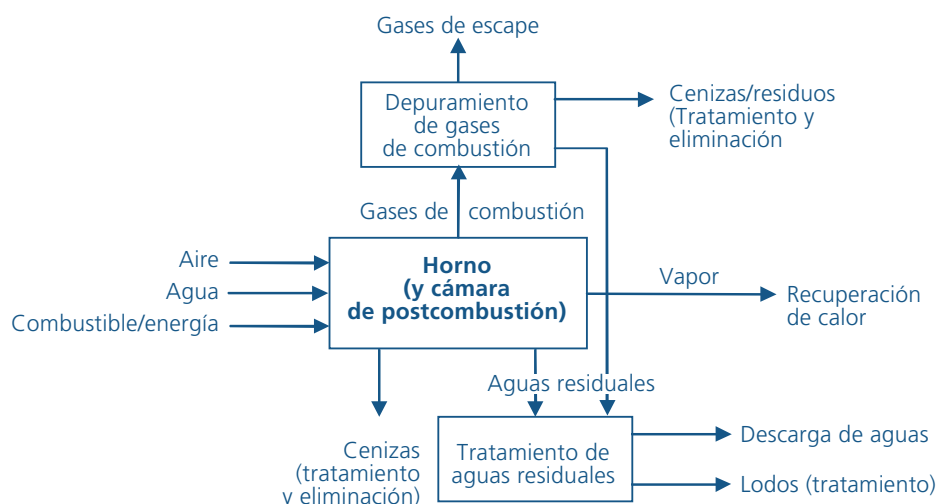 Gases de escape
Depuramiento
de gases
de combustión
Cenizas/residuos
(Tratamiento y
eliminación
Gases de combustión
Aire
Agua
Combustible/energía
Horno
(y cámara
de postcombustión)
Vapor
Recuperación
de calor
Aguas residuales
Cenizas
(tratamiento
y eliminación)
Tratamiento de
aguas residuales
Descarga de aguas
Lodos (tratamiento)